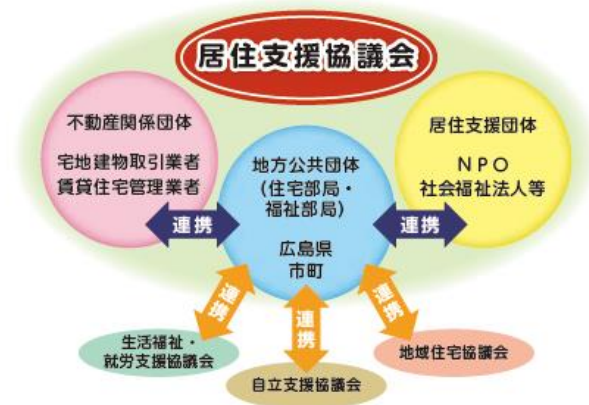 居住支援協議会
不動産関係団体
宅地建物取引業者
賃貸住宅管理業者
連携
地方公共団体
(住宅部局・
福祉部局)
広島県
市町
連携
居住支援団体
NPO
社会福祉法人等
連携
連携
連携
生活福祉・
就労支援協議会
自立支援協議会
地域住宅協議会